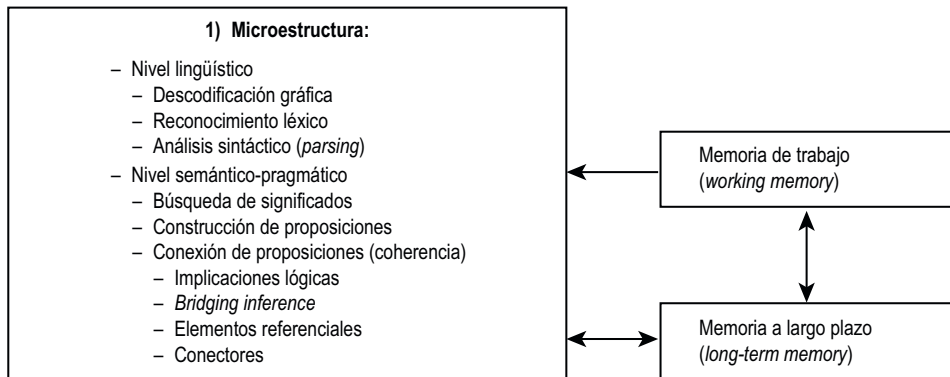 1) Microestructura:
– Nivel lingüístico
– Descodificación gráfica
– Reconocimiento léxico
– Análisis sintáctico (parsing)
– Nivel semántico-pragmático
– Búsqueda de significados
– Construcción de proposiciones
– Conexión de proposiciones (coherencia)
– Implicaciones lógicas
– Bridging inference
– Elementos referenciales
– Conectores
Memoria de trabajo
(working memory)
Memoria a largo plazo
(long-term memory)